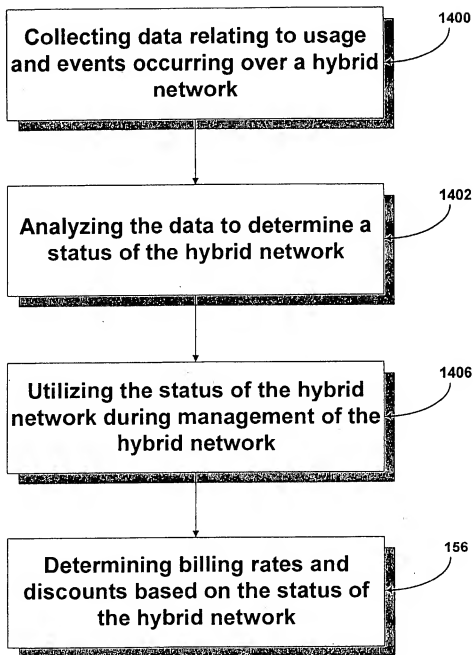 Collecting data relating to usage
and events occurring over a hybrid
network
1400
Analyzing the data to determine a
status of the hybrid network
1402
Utilizing the status of the hybrid
network during management of the
hybrid network
1406
Determining billing rates and
discounts based on the status of
the hybrid network
156